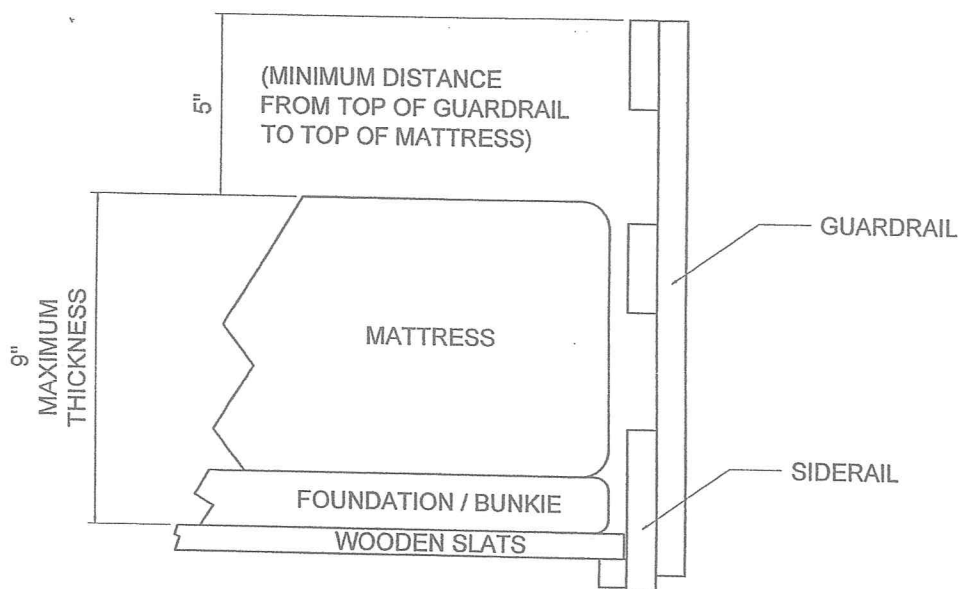 5"
(MINIMUM DISTANCE
FROM TOP OF GUARDRAIL
TO TOP OF MATTRESS)
GUARDRAIL
9"
MAXIMUM
THICKNESS
MATTRESS
SIDERAIL
FOUNDATION / BUNKIE
WOODEN SLATS